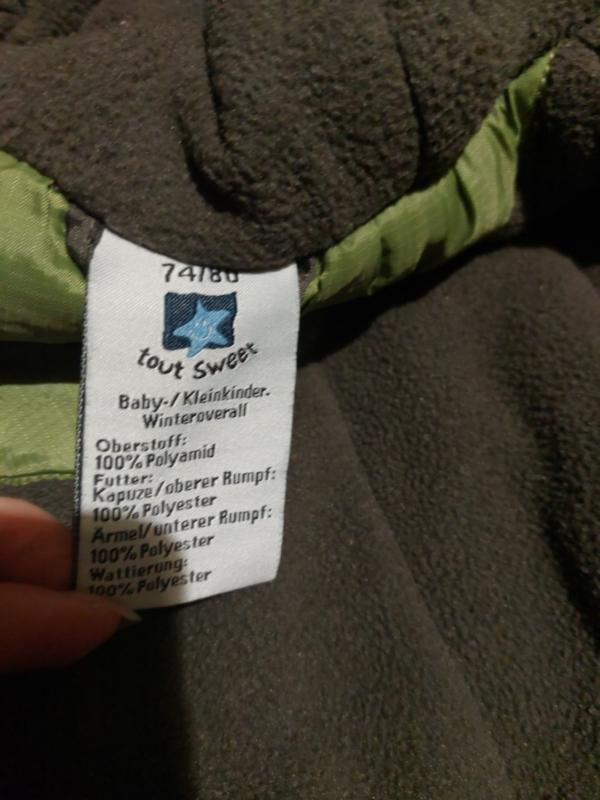 74/80
tout sweet
Baby-/Kleinkinder-
Winteroverall
Oberstoff:
100% Polyamid
Futter:
Kapuze/oberer Rumpf:
100% Polyester
Ärmel/unterer Rumpf:
100% Polyester
Wattierung:
100% Polyester